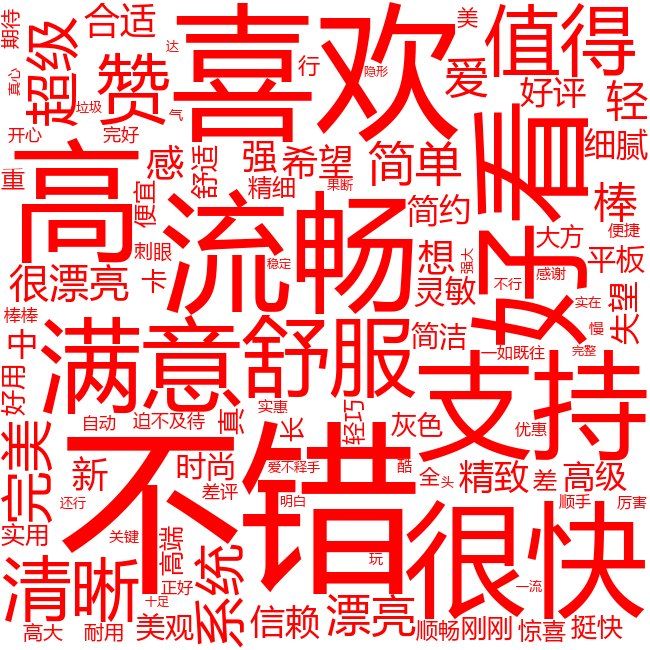 期待
超级
合适
达
喜欢
美
值得
真心
赞
行
隐形
爱
好评
轻
垃圾
气
开心
完好
高
重
感
舒适
强
希望
简单
好看
细腻
便宜
精细
果断
棒
流畅
简约
便捷
大方
刺眼
想
平板
很漂亮
卡
稳定
强大
灵敏
不行
感谢
实在
失望
棒棒
中
满意
舒服
简洁
慢
一如既往
完整
支持
好用
自动
迫不及待
真
实惠
长
轻巧
灰色
优惠
完美
不错
新
时尚
爱不释手
酷
全
头
精致
差
高级
差评
还行
明白
顺手
厉害
很快
实用
关键
高端
清晰
系统
正好
玩
一流
十足
高大
耐用
美观
信赖
漂亮
顺畅
刚刚
惊喜
挺快